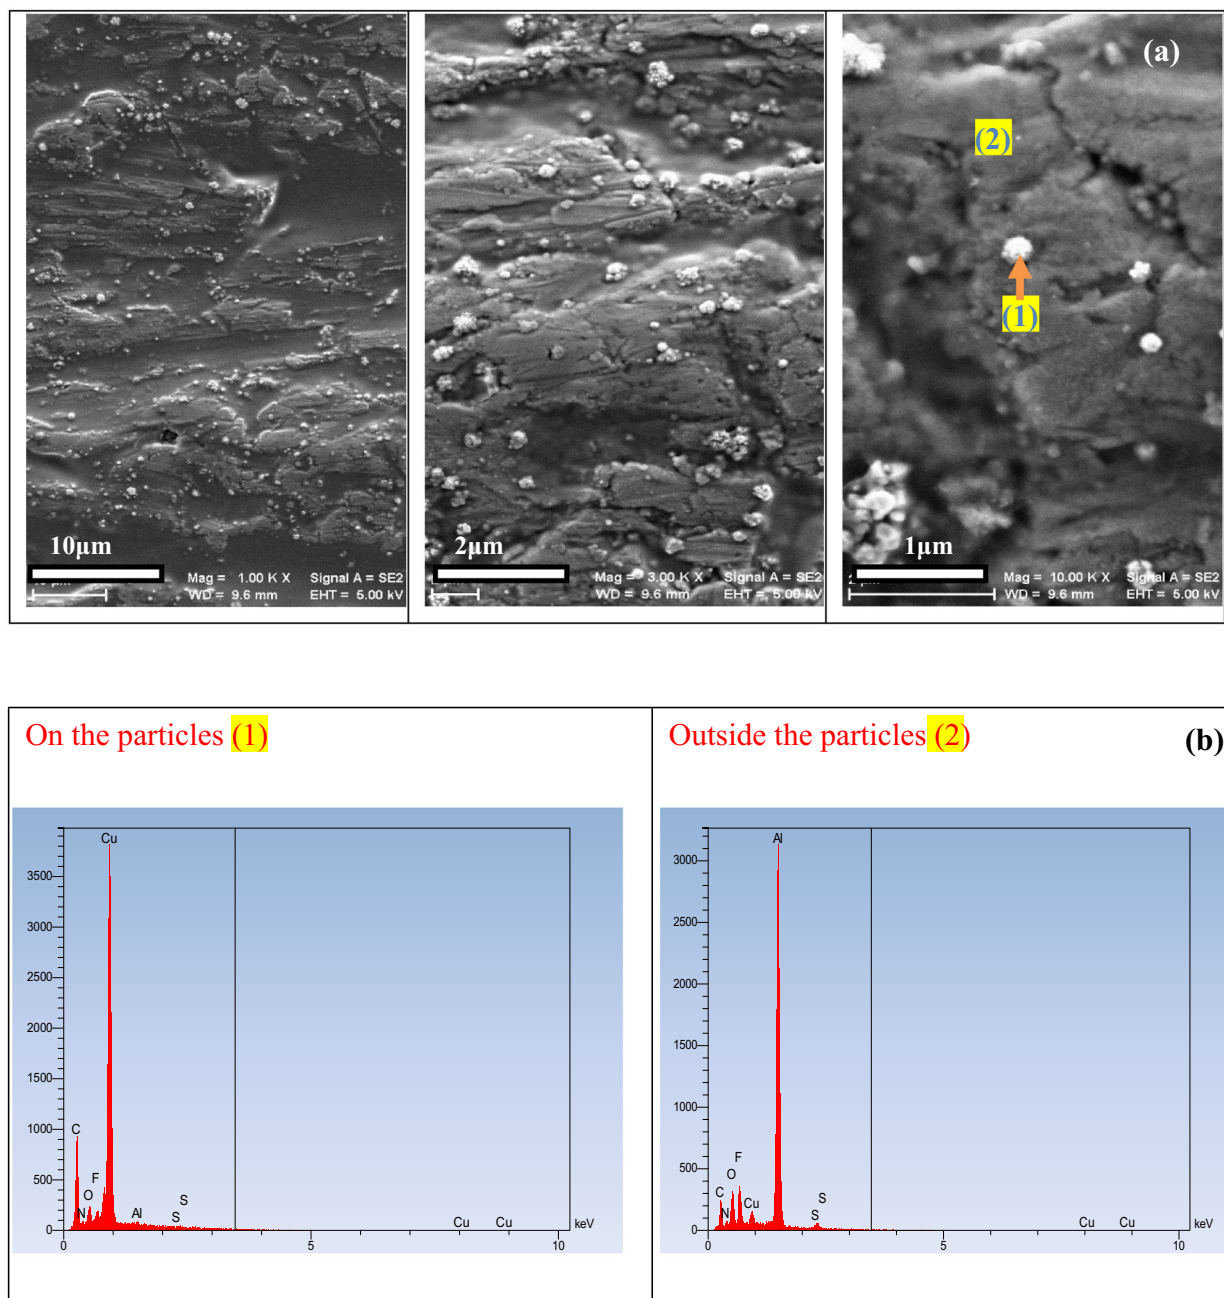 (a)
(2)
(1)
10μm
Mag = 1.00 K X Signal A = SE2
WD = 9.6 mm EHT = 5.00 kV
2μm
Mag = 3.00 K X Signal A = SE2
WD = 9.6 mm EHT = 5.00 kV
1μm
Mag = 10.00 K X Signal A = SE2
WD = 9.6 mm EHT = 5.00 kV
On the particles (1)
Outside the particles (2)
(b)
Cu
3500
3000
2500
2000
1500
1000
500
0
C
N
O
F
Al
S
S
Cu
Cu
keV
0
5
10
Al
3000
2500
2000
1500
1000
500
0
C
N
O
F
Cu
S
S
Cu
Cu
keV
0
5
10